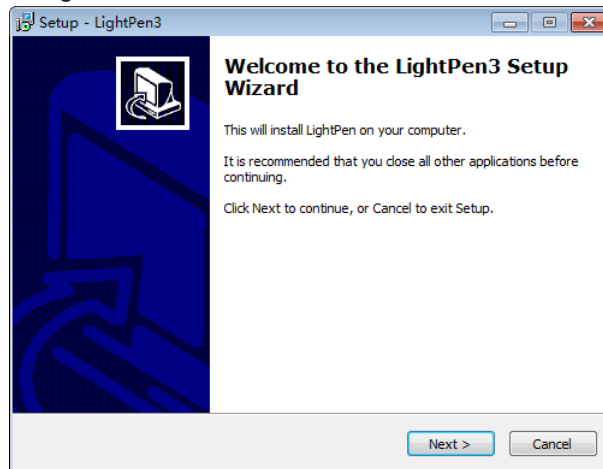 Setup - LightPen3
Welcome to the LightPen3 Setup
Wizard
This will install LightPen on your computer.
It is recommended that you close all other applications before
continuing.
Click Next to continue, or Cancel to exit Setup.
Next >
Cancel